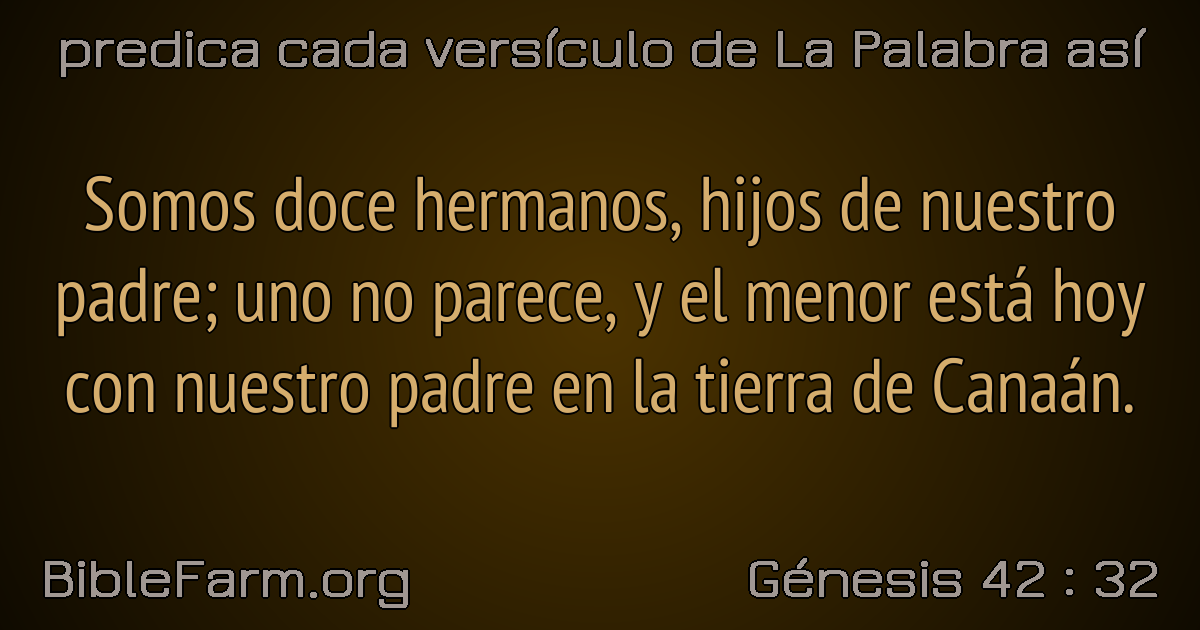 predica cada versículo de La Palabra así
Somos doce hermanos, hijos de nuestro
padre; uno no parece, y el menor está hoy
con nuestro padre en la tierra de Canaán.
BibleFarm.org
Génesis 42 : 32